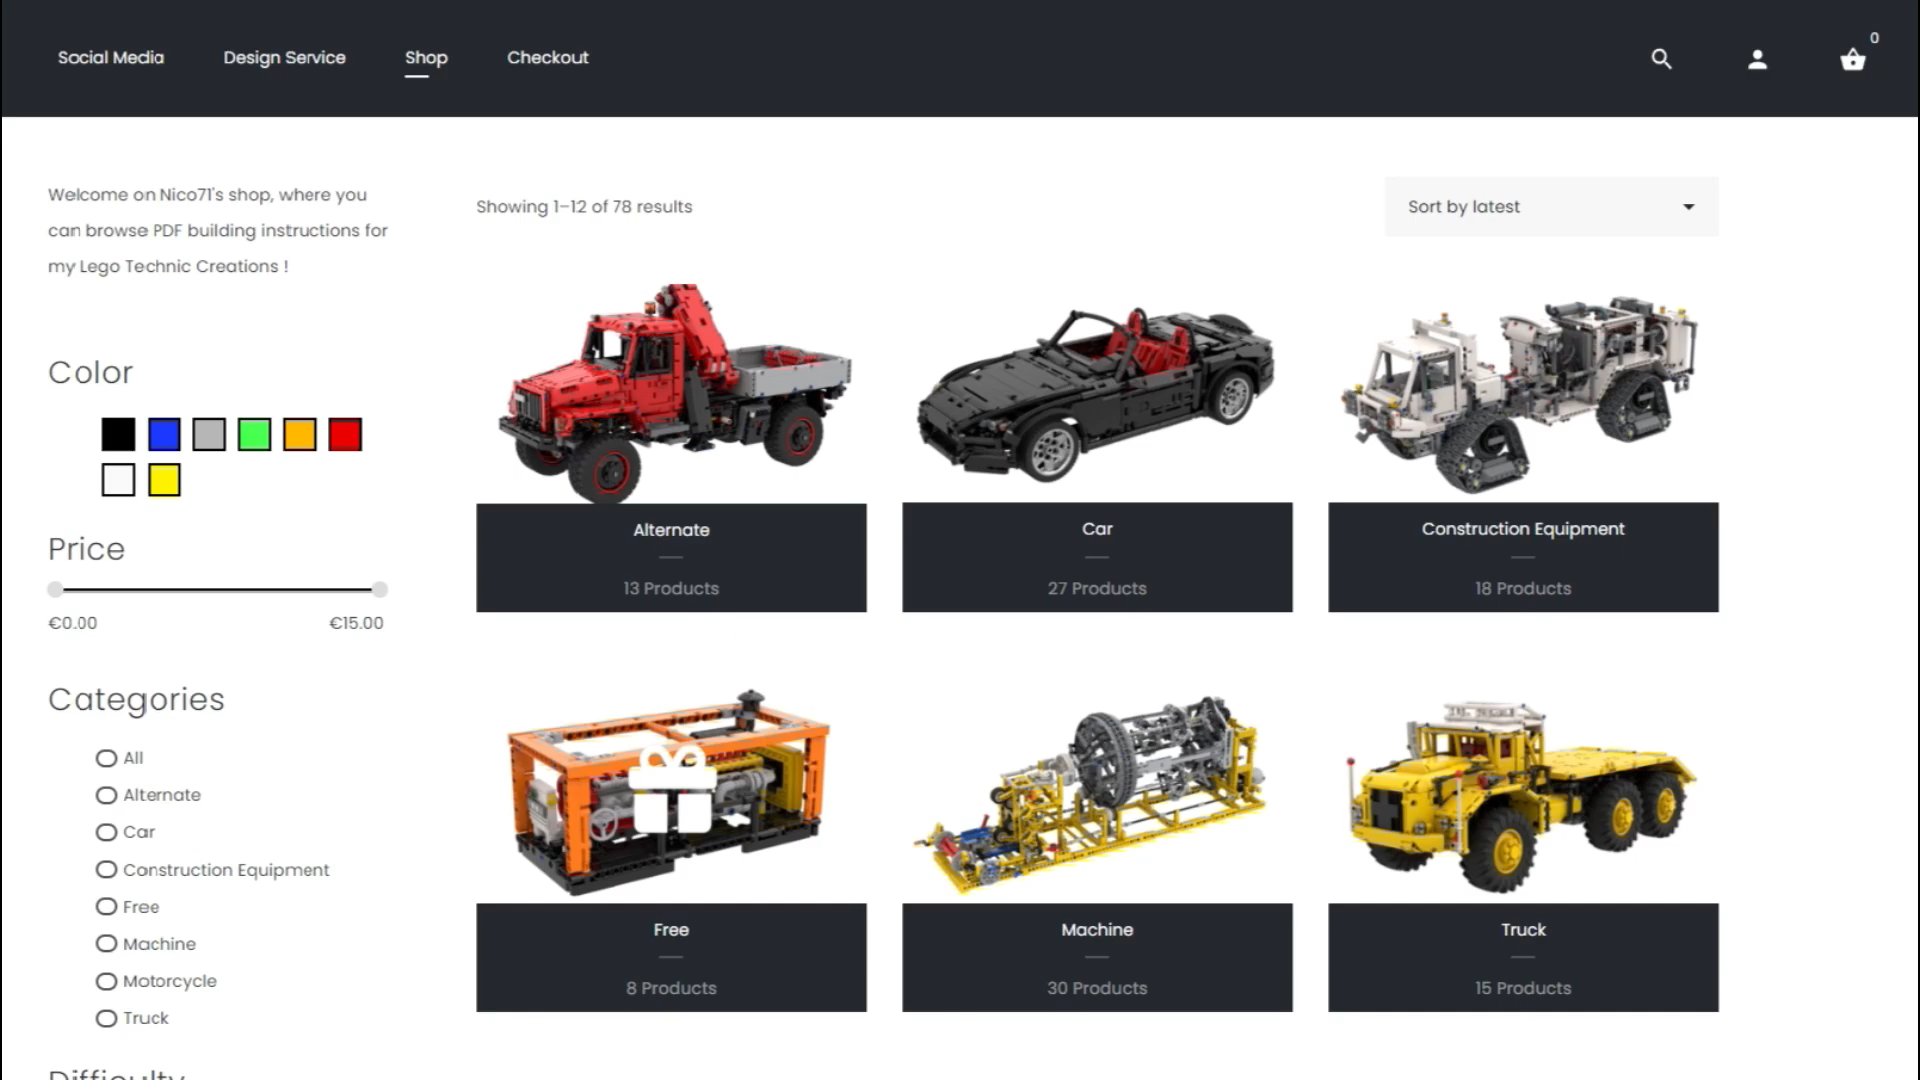 Social Media
Design Service
Shop
Checkout
0
Welcome on Nico71's shop, where you
can browse PDF building instructions for
my Lego Technic Creations !
Showing 1–12 of 78 results
Sort by latest
Color
Price
€0.00
€15.00
Categories
All
Alternate
Car
Construction Equipment
Free
Machine
Motorcycle
Truck
Difficulty
Alternate
13 Products
Car
27 Products
Construction Equipment
18 Products
Free
8 Products
Machine
30 Products
Truck
15 Products